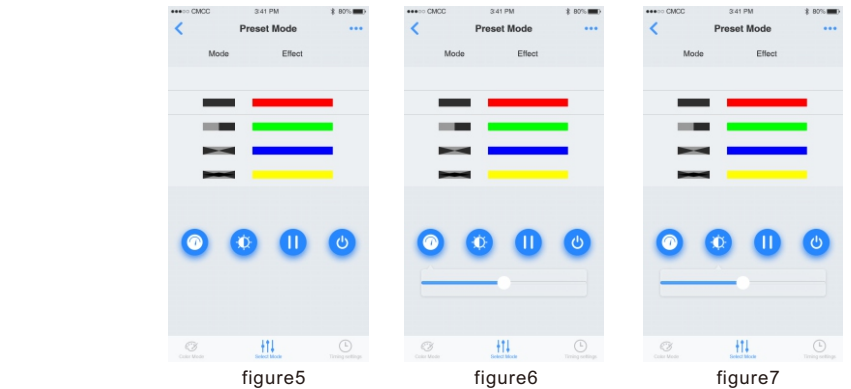 CMCC 3:41 PM 80%
Preset Mode
Mode Effect
Color Mode Select Mode Timing settings
figure5
CMCC 3:41 PM 80%
Preset Mode
Mode Effect
Color Mode Select Mode Timing settings
figure6
CMCC 3:41 PM 80%
Preset Mode
Mode Effect
Color Mode Select Mode Timing settings
figure7